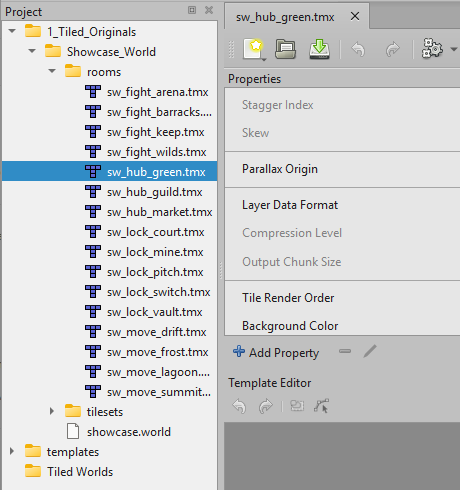 Project
1_Tiled_Originals
Showcase_World
rooms
sw_fight_arena.tmx
sw_fight_barracks....
sw_fight_keep.tmx
sw_fight_wilds.tmx
sw_hub_green.tmx
sw_hub_guild.tmx
sw_hub_market.tmx
sw_lock_court.tmx
sw_lock_mine.tmx
sw_lock_pitch.tmx
sw_lock_switch.tmx
sw_lock_vault.tmx
sw_move_drift.tmx
sw_move_frost.tmx
sw_move_lagoon....
sw_move_summit...
tilesets
showcase.world
templates
Tiled Worlds
sw_hub_green.tmx
Properties
Stagger Index
Skew
Parallax Origin
Layer Data Format
Compression Level
Output Chunk Size
Tile Render Order
Background Color
Add Property
Template Editor